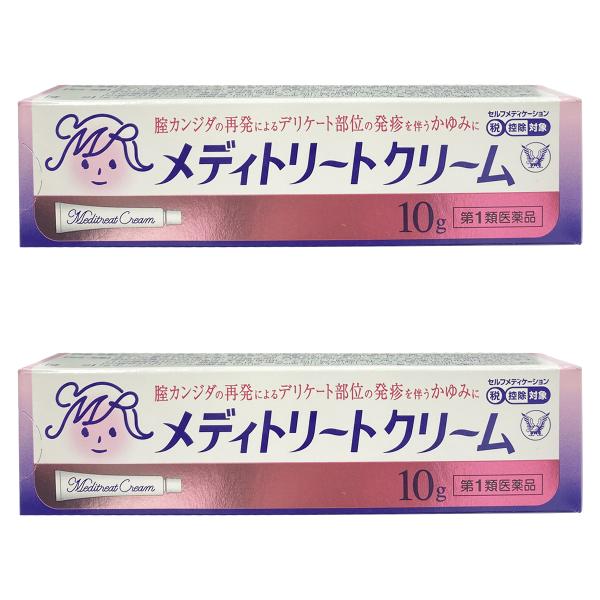 セルフメディケーション
税 控除 対象
膣カンジダの再発によるデリケート部位の発疹を伴うかゆみに
MR
メディトリートクリーム
Meditreat Cream
10g 第1類医薬品
セルフメディケーション
税 控除 対象
膣カンジダの再発によるデリケート部位の発疹を伴うかゆみに
MR
メディトリートクリーム
Meditreat Cream
10g 第1類医薬品